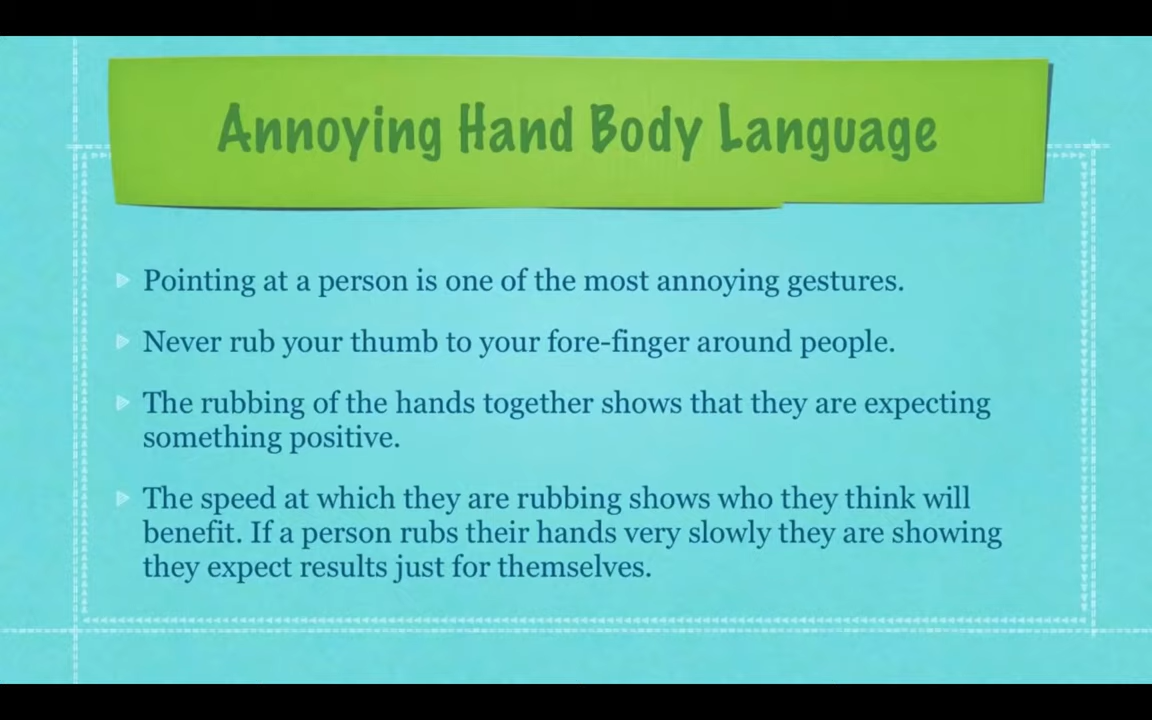 Annoying Hand Body Language
Pointing at a person is one of the most annoying gestures.
Never rub your thumb to your fore-finger around people.
The rubbing of the hands together shows that they are expecting
something positive.
The speed at which they are rubbing shows who they think will
benefit. If a person rubs their hands very slowly they are showing
they expect results just for themselves.